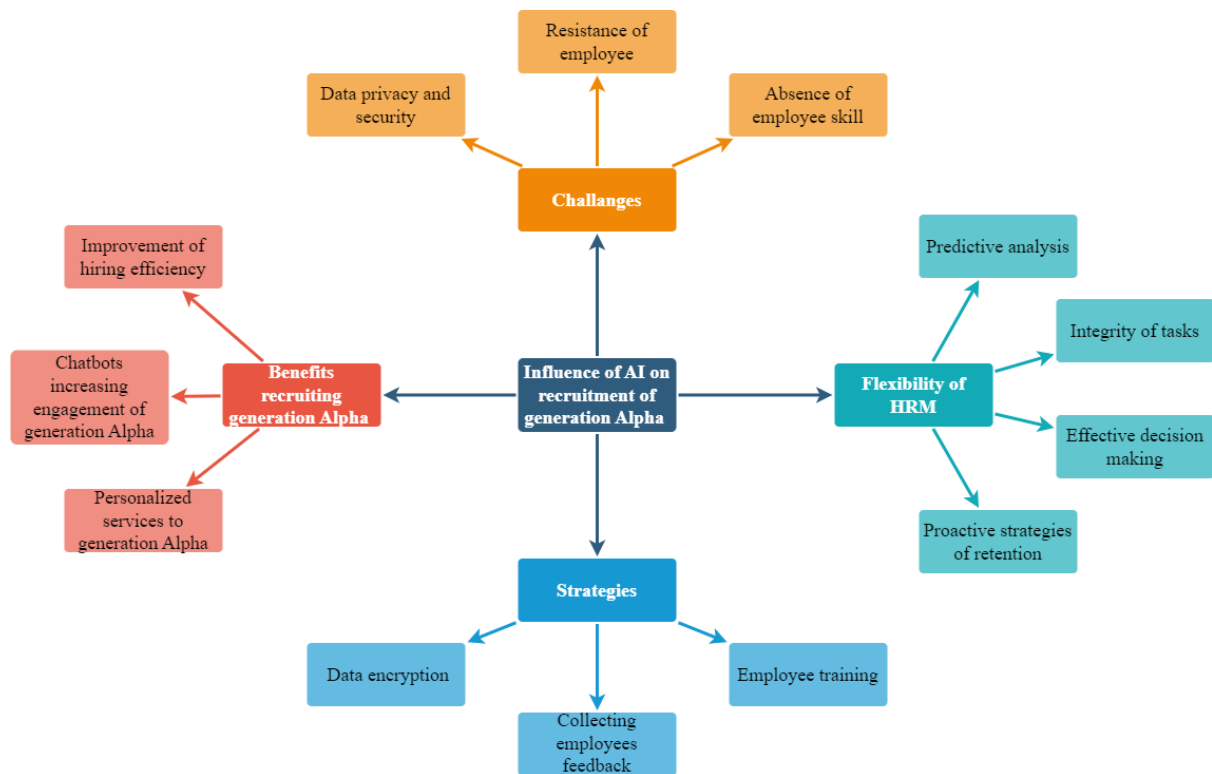 Resistance of
employee
Data privacy and
security
Absence of
employee skill
Challanges
Improvement of
hiring efficiency
Chatbots
increasing
engagement of
generation Alpha
Personalized
services to
generation Alpha
Benefits
recruiting
generation Alpha
Influence of AI on
recruitment of
generation Alpha
Flexibility of
HRM
Predictive analysis
Integrity of tasks
Effective decision
making
Proactive strategies
of retention
Strategies
Data encryption
Collecting
employees
feedback
Employee training